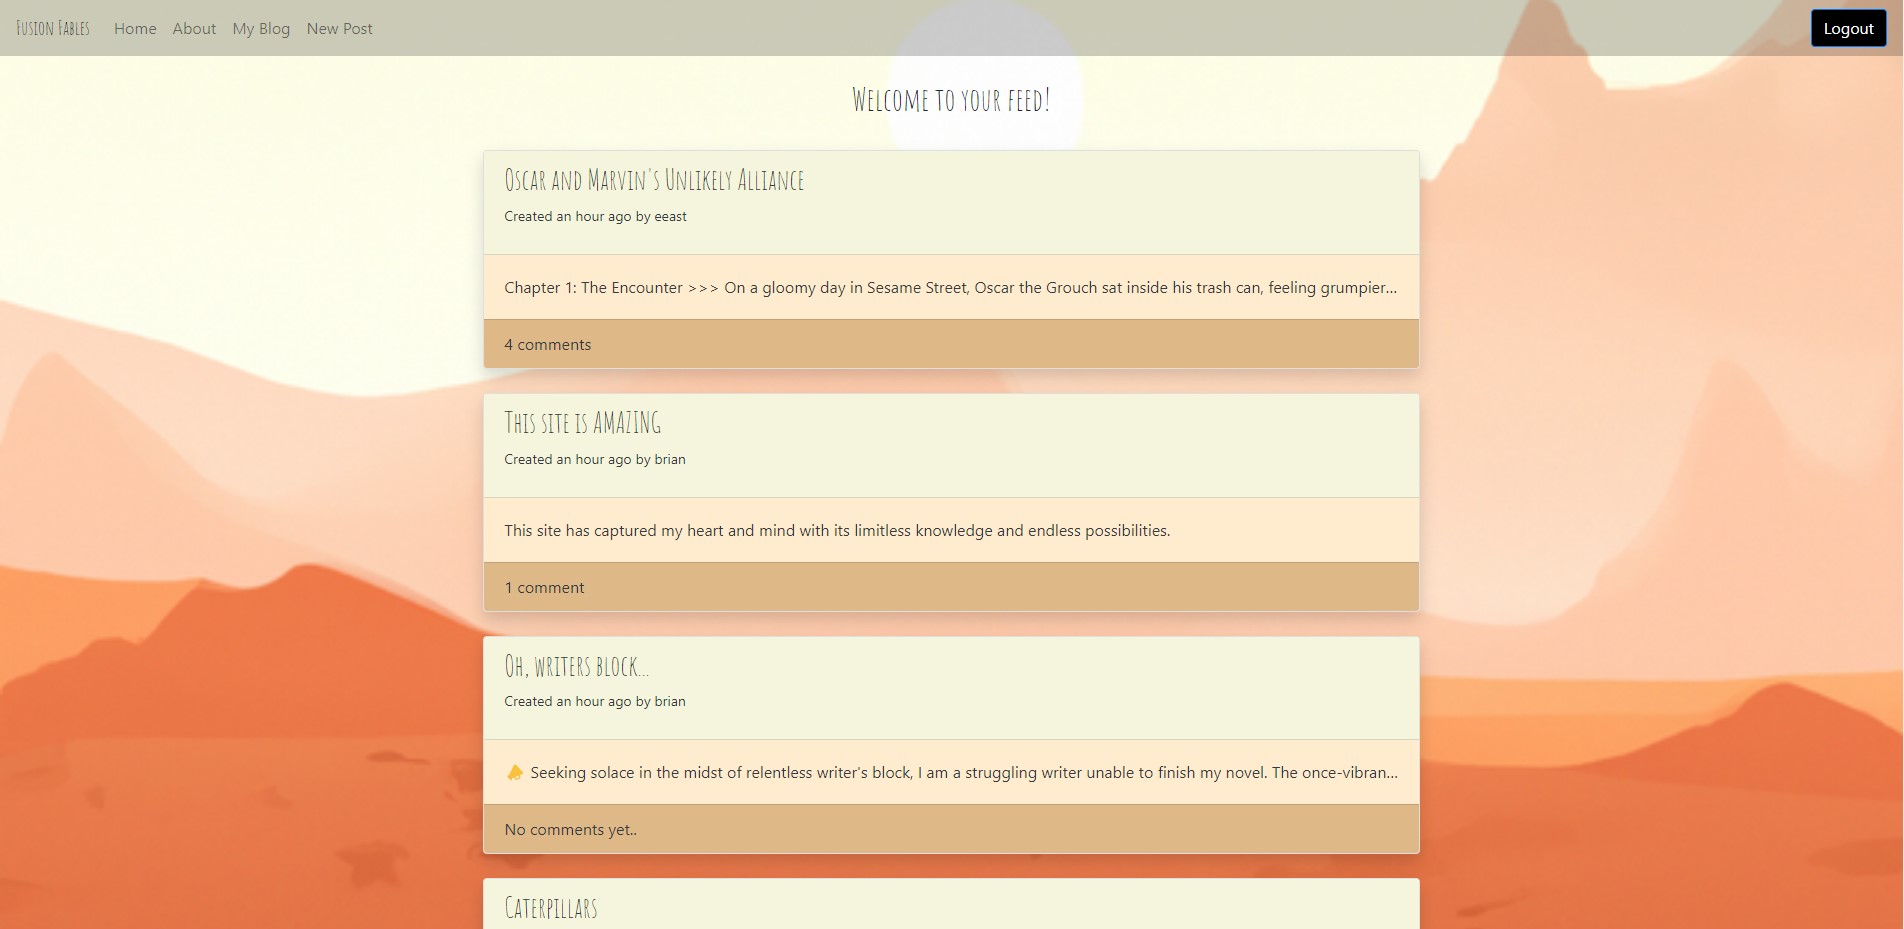 Fusion Fables Home About My Blog New Post Logout
Welcome to your feed!
Oscar and Marvin's Unlikely Alliance
Created an hour ago by eeast
Chapter 1: The Encounter >>> On a gloomy day in Sesame Street, Oscar the Grouch sat inside his trash can, feeling grumpier...
4 comments
This site is AMAZING
Created an hour ago by brian
This site has captured my heart and mind with its limitless knowledge and endless possibilities.
1 comment
Oh, writers block...
Created an hour ago by brian
Seeking solace in the midst of relentless writer's block, I am a struggling writer unable to finish my novel. The once-vibran...
No comments yet..
Caterpillars